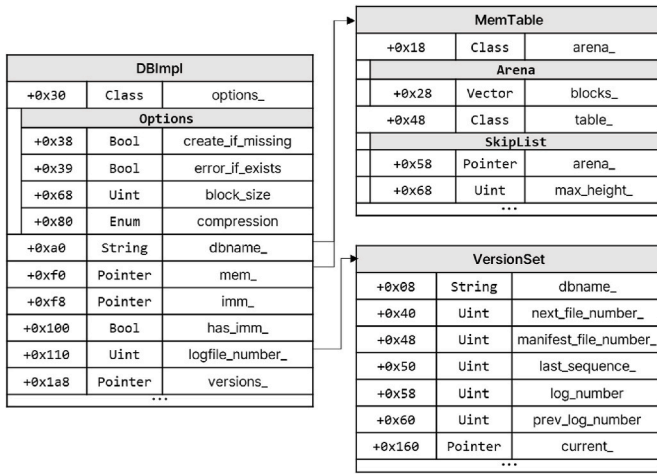 DBImpl
+0x30 Class options_
Options
+0x38 Bool create_if_missing
+0x39 Bool error_if_exists
+0x68 Uint block_size
+0x80 Enum compression
+0xa0 String dbname_
+0xf0 Pointer mem_
+0xf8 Pointer imm_
+0x100 Bool has_imm_
+0x110 Uint logfile_number_
+0x1a8 Pointer versions_
...
MemTable
+0x18 Class arena_
Arena
+0x28 Vector blocks_
+0x48 Class table_
SkipList
+0x58 Pointer arena_
+0x68 Uint max_height_
...
VersionSet
+0x08 String dbname_
+0x40 Uint next_file_number_
+0x48 Uint manifest_file_number_
+0x50 Uint last_sequence_
+0x58 Uint log_number
+0x60 Uint prev_log_number
+0x160 Pointer current_
...